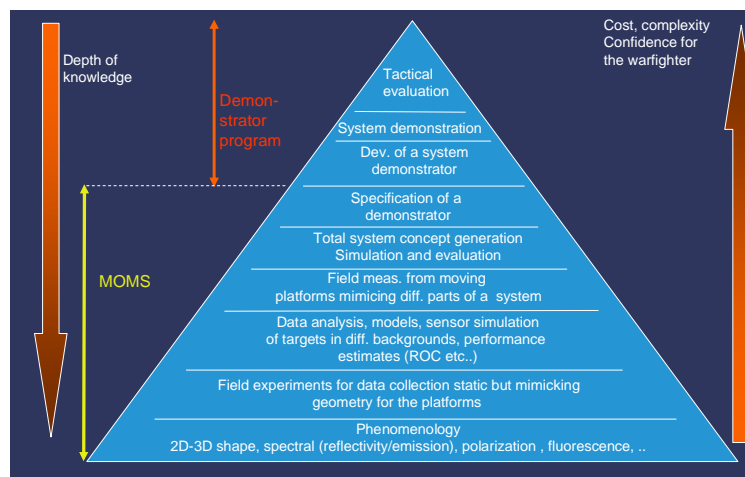 Depth of
knowledge
Demon-
strator
program
MOMS
Cost, complexity
Confidence for
the warfighter
Tactical
evaluation
System demonstration
Dev. of a system
demonstrator
Specification of a
demonstrator
Total system concept generation
Simulation and evaluation
Field meas. from moving
platforms mimicing diff. parts of a system
Data analysis, models, sensor simulation
of targets in diff. backgrounds, performance
estimates (ROC etc..)
Field experiments for data collection static but mimicking
geometry for the platforms
Phenomenology
2D-3D shape, spectral (reflectivity/emission), polarization , fluorescence, ..